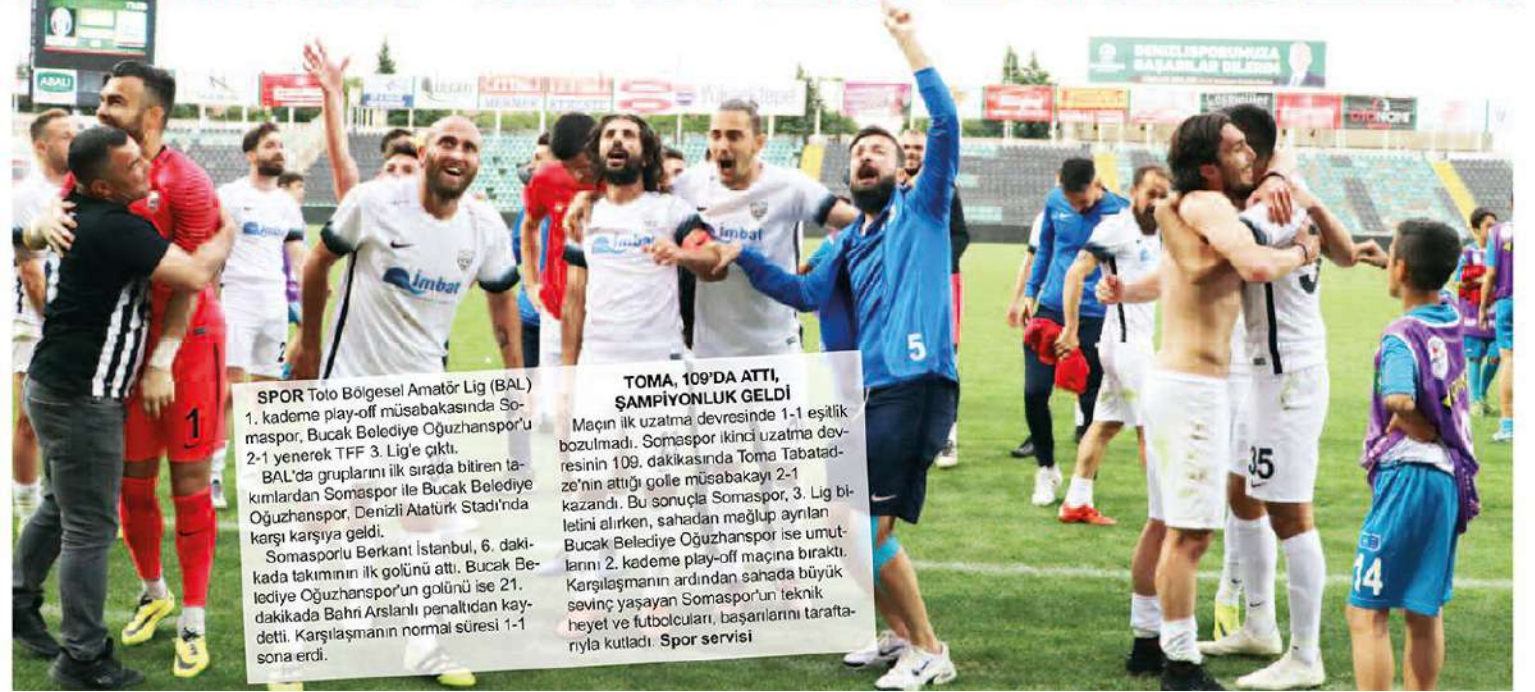 ABALI
DENİZLİSPORUMUZA
BAŞARILAR DİLERİM
Yüksektepe
OTONOMİ
imbat
imbat
imbat
imbat
5
1
35
14
SPOR Toto Bölgesel Amatör Lig (BAL)
1. kademe play-off müsabakasında So-
maspor, Bucak Belediye Oğuzhanspor'u
2-1 yenerek TFF 3. Lig'e çıktı.
BAL'da gruplarını ilk sırada bitiren ta-
kımlardan Somaspor ile Bucak Belediye
Oğuzhanspor, Denizli Atatürk Stadı'nda
karşı karşıya geldi.
Somasporlu Berkant İstanbul, 6. daki-
kada takımının ilk golünü attı. Bucak Be-
lediye Oğuzhanspor'un golünü ise 21.
dakikada Bahri Arslanlı penaltıdan kay-
detti. Karşılaşmanın normal süresi 1-1
sona erdi.
TOMA, 109'DA ATTI,
ŞAMPİYONLUK GELDİ
Maçın ilk uzatma devresinde 1-1 eşitlik
bozulmadı. Somaspor ikinci uzatma dev-
resinin 109. dakikasında Toma Tabatad-
ze'nin attığı golle müsabakayı 2-1
kazandı. Bu sonuçla Somaspor, 3. Lig bi-
letini alırken, sahadan mağlup ayrılan
Bucak Belediye Oğuzhanspor ise umut-
larını 2. kademe play-off maçına bıraktı.
Karşılaşmanın ardından sahada büyük
sevinç yaşayan Somaspor'un teknik
heyet ve futbolcuları, başarılarını tarafta-
rıyla kutladı. Spor servisi